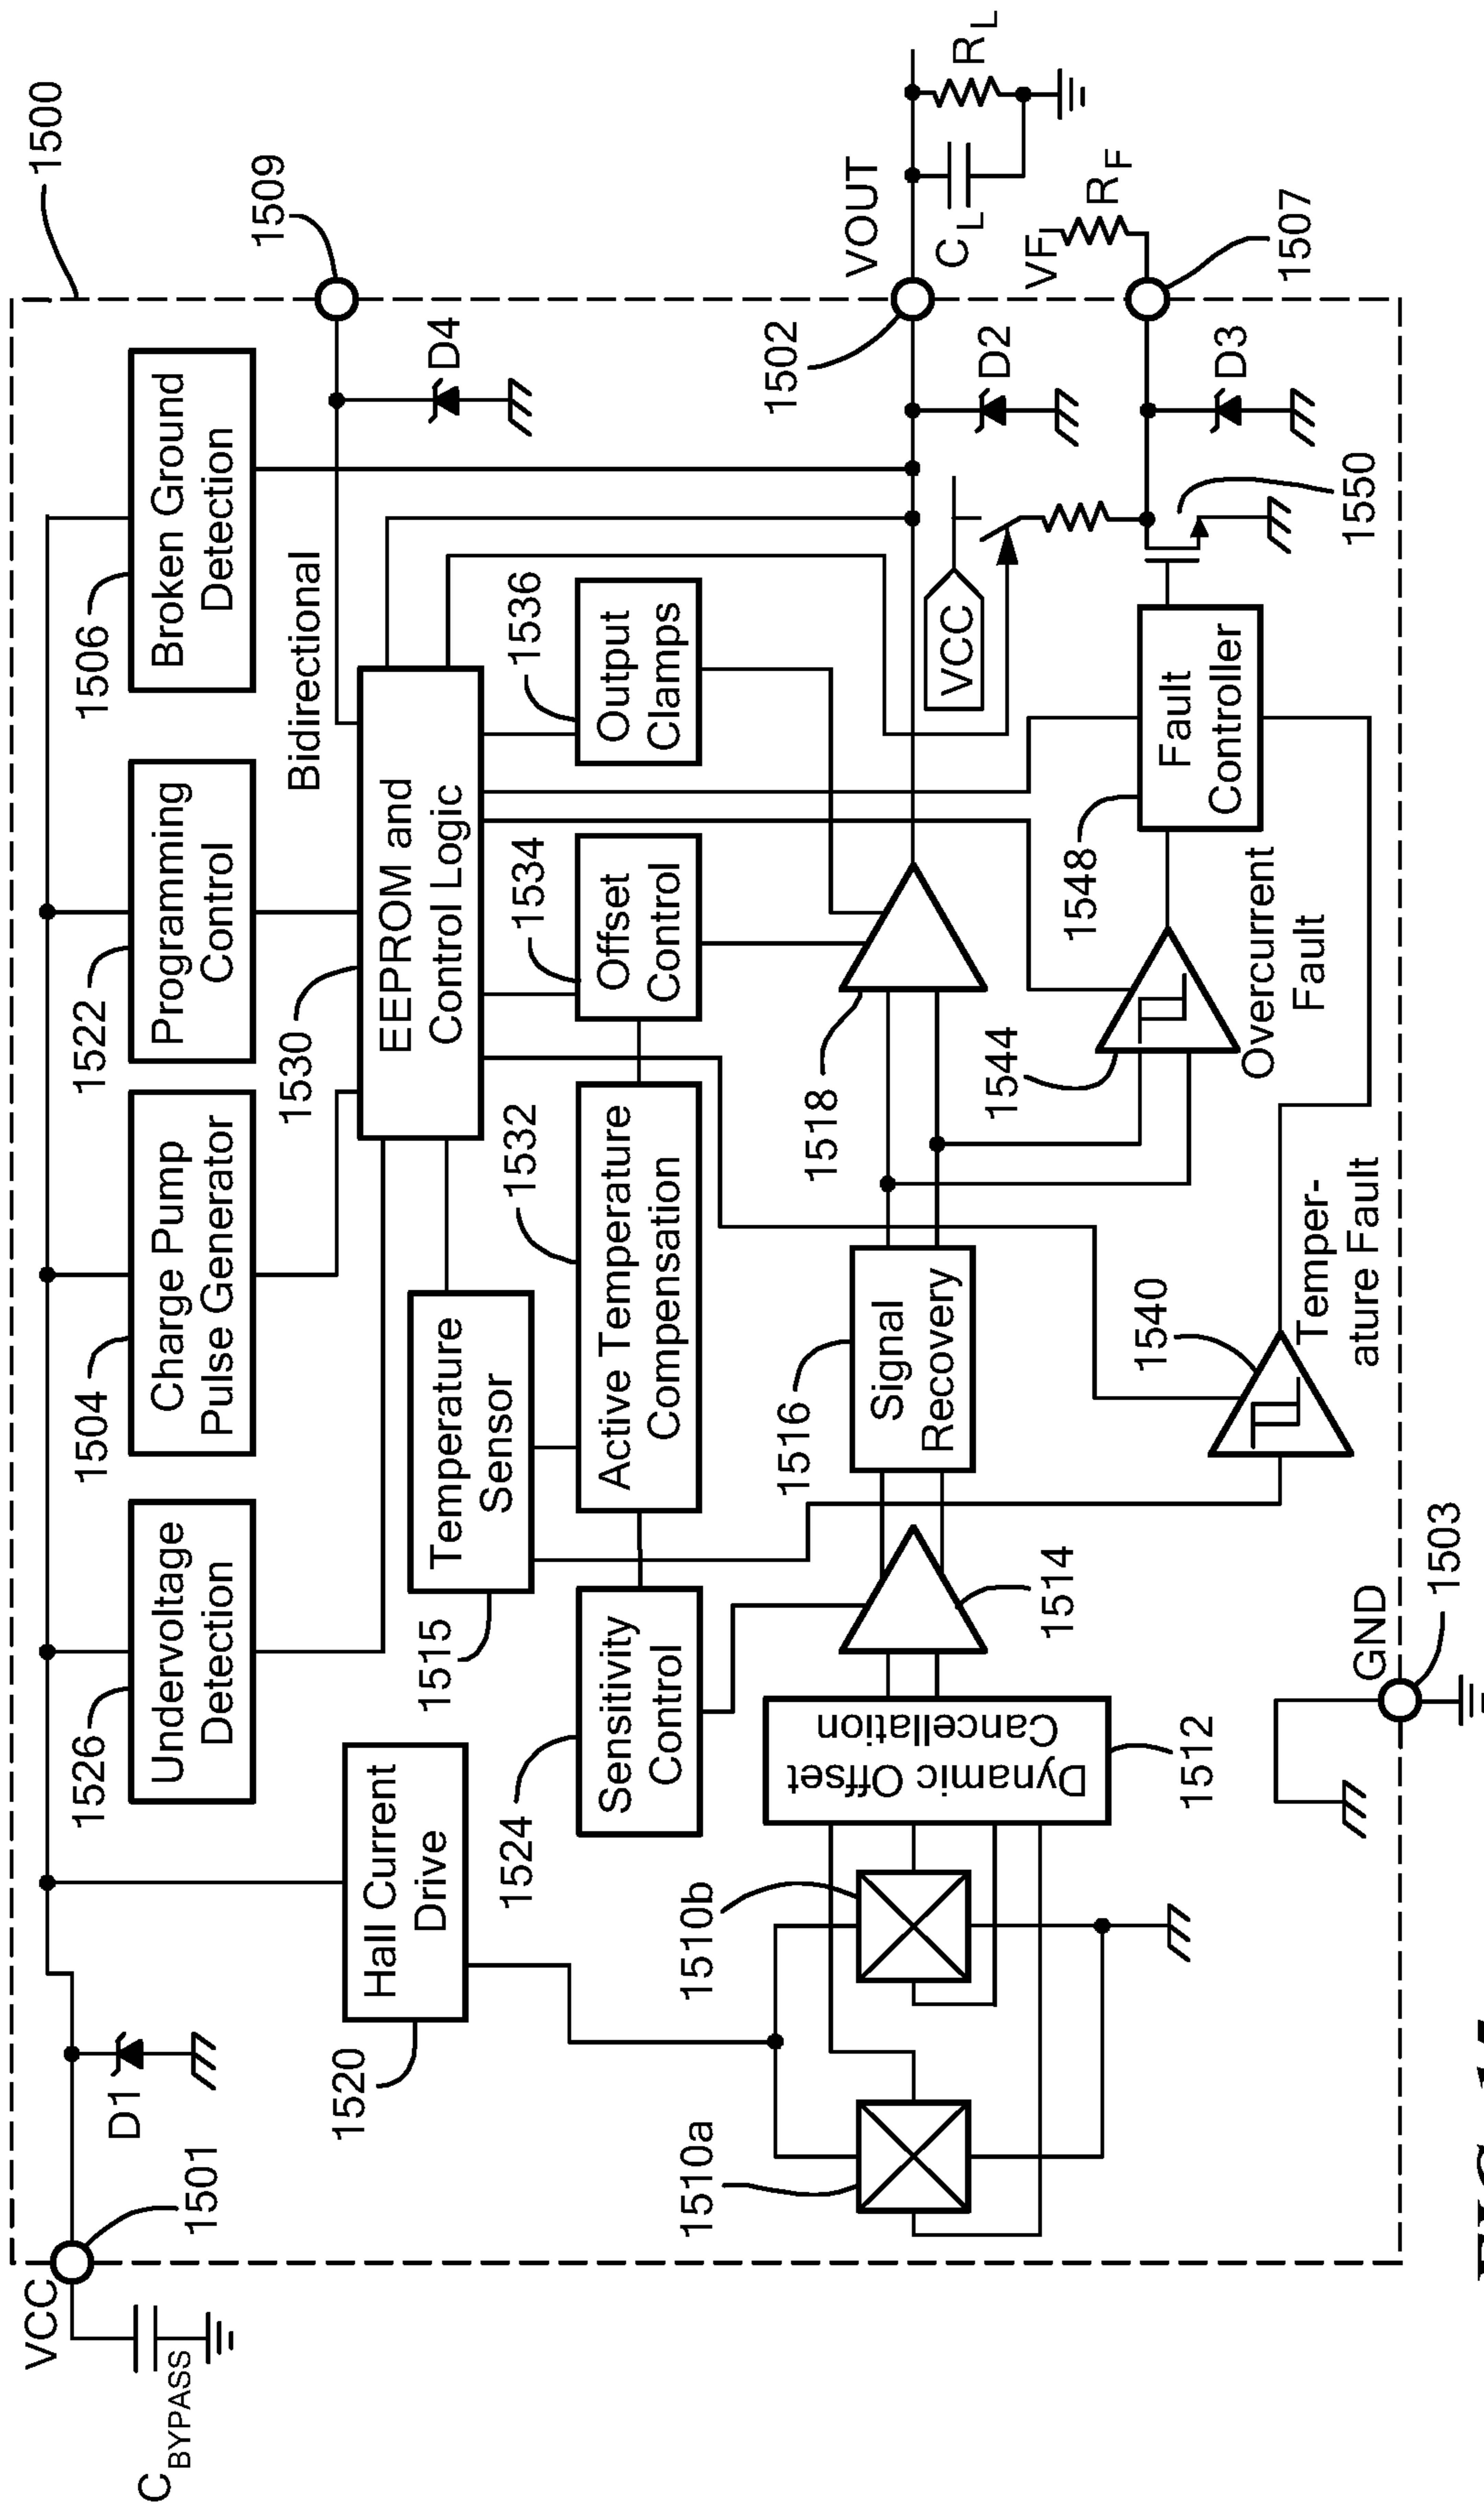 1500
VCC
C BYPASS
1501
D1
1526
Undervoltage
Detection
1504
Charge Pump
Pulse Generator
1522
Programming
Control
1506
Broken Ground
Detection
1509
Bidirectional
D4
1520
Hall Current
Drive
1515
Temperature
Sensor
1530
EEPROM and
Control Logic
1524
Sensitivity
Control
1532
Active Temperature
Compensation
1534
Offset
Control
1536
Output
Clamps
1502
VOUT
D2
CL
RL
1510a
1510b
Dynamic Offset
Cancellation
1512
1514
1516
Signal
Recovery
1518
VCC
VF
RF
1507
D3
1550
1544
Overcurrent
Fault
1548
Fault
Controller
1540
Temper-
ature Fault
GND
1503